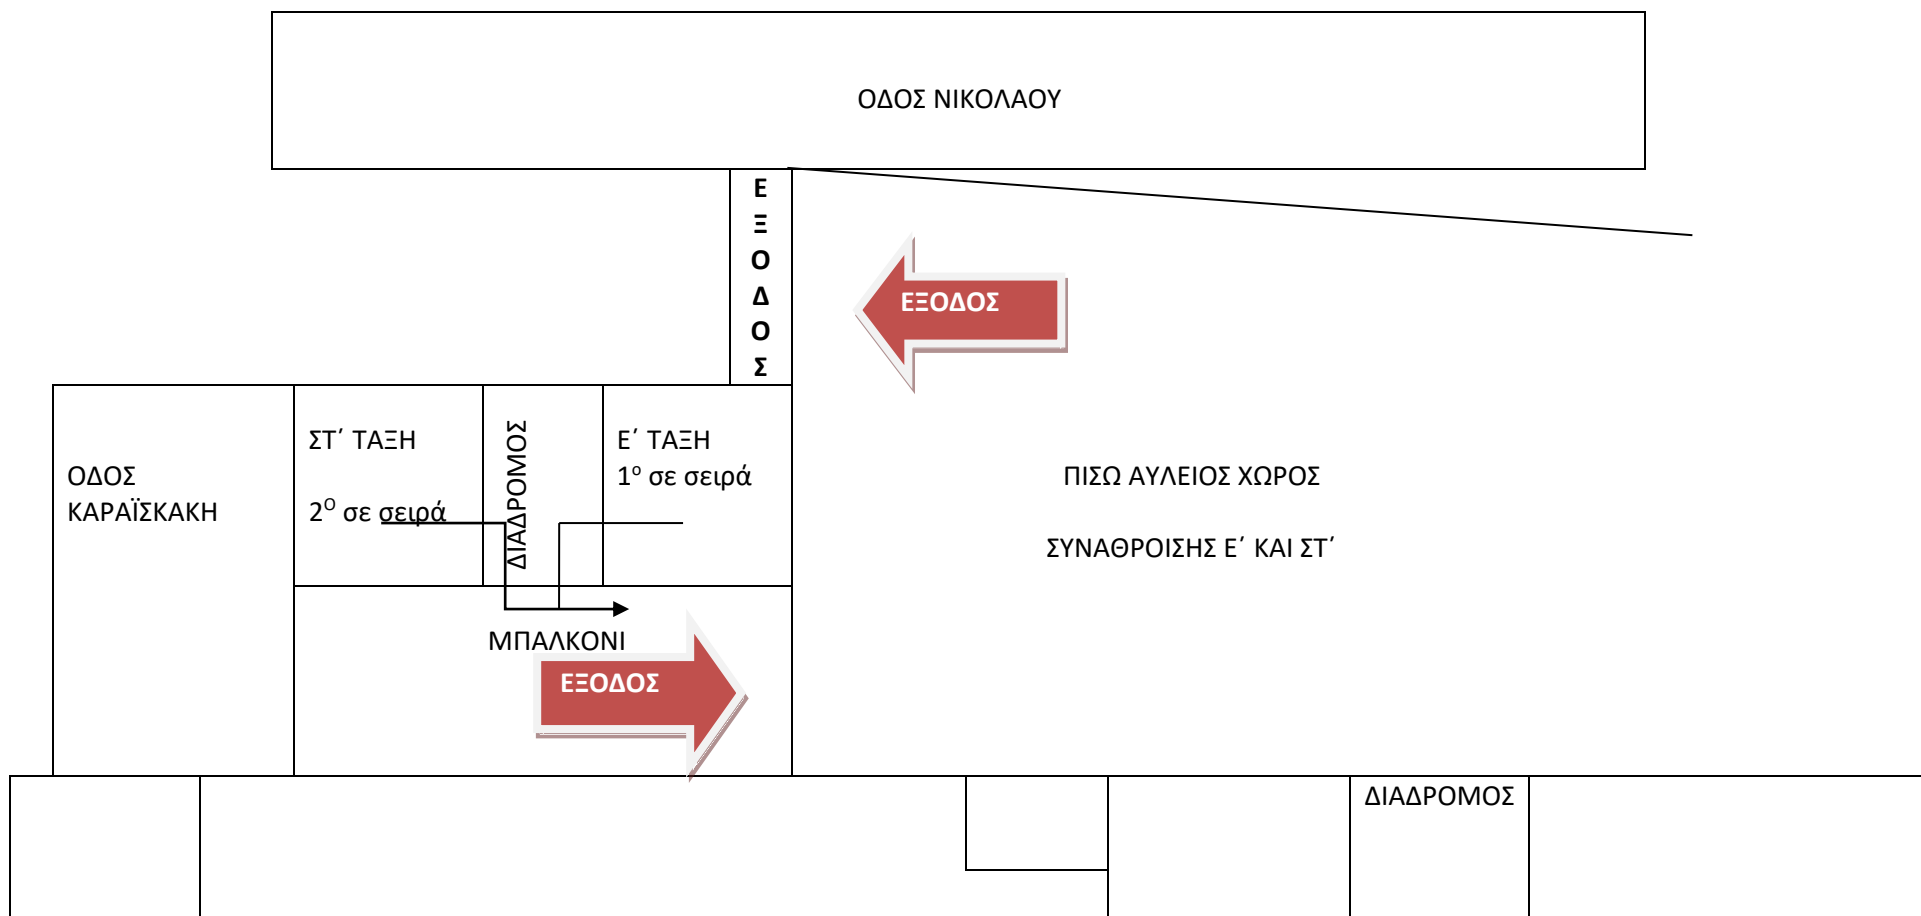 ΟΔΟΣ ΝΙΚΟΛΑΟΥ
ΕΞΟΔΟΣ
ΕΞΟΔΟΣ
ΟΔΟΣ
ΚΑΡΑΪΣΚΑΚΗ
ΣΤ΄ ΤΑΞΗ
2Ο σε σειρά
ΔΙΑΔΡΟΜΟΣ
Ε΄ ΤΑΞΗ
1ο σε σειρά
ΠΙΣΩ ΑΥΛΕΙΟΣ ΧΩΡΟΣ
ΣΥΝΑΘΡΟΙΣΗΣ Ε΄ ΚΑΙ ΣΤ΄
ΜΠΑΛΚΟΝΙ
ΕΞΟΔΟΣ
ΔΙΑΔΡΟΜΟΣ